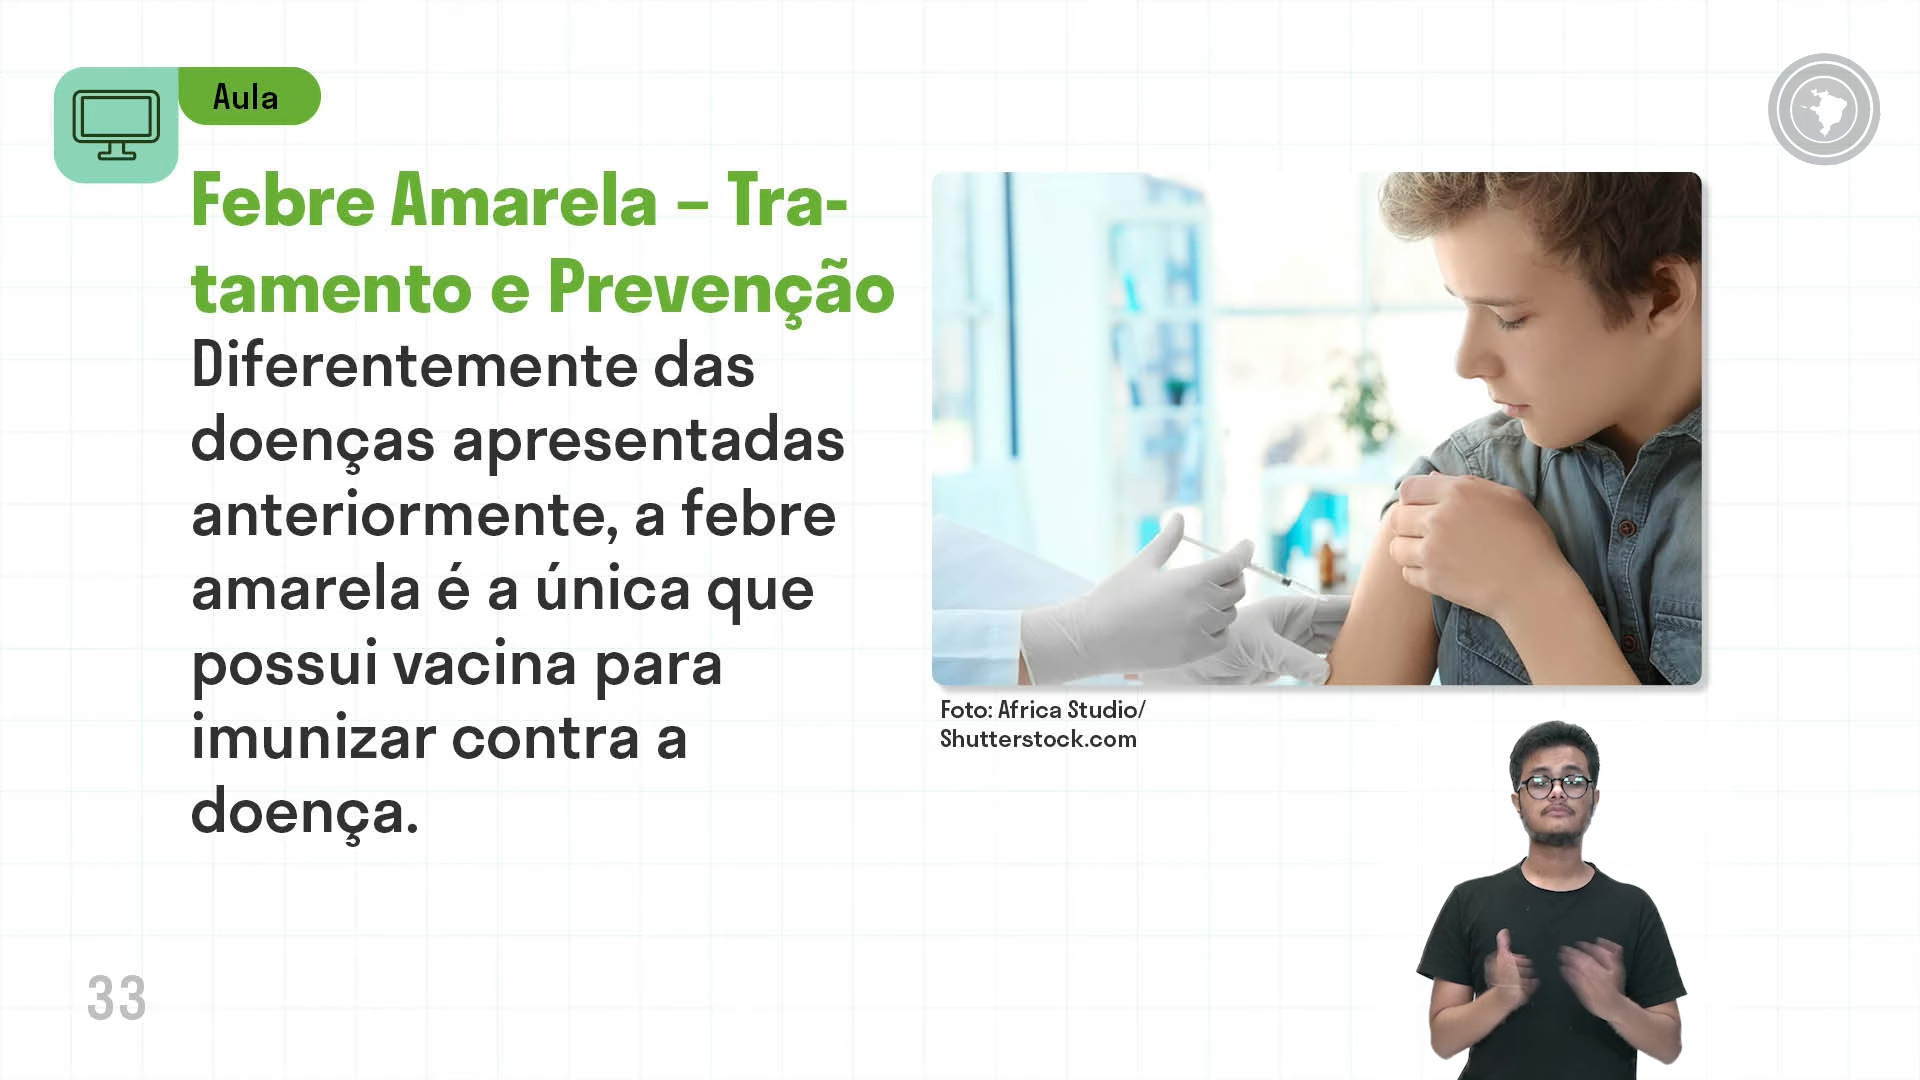 Aula
Febre Amarela – Tra-
tamento e Prevenção
Diferentemente das
doenças apresentadas
anteriormente, a febre
amarela é a única que
possui vacina para
imunizar contra a
doença.
Foto: Africa Studio/
Shutterstock.com
33